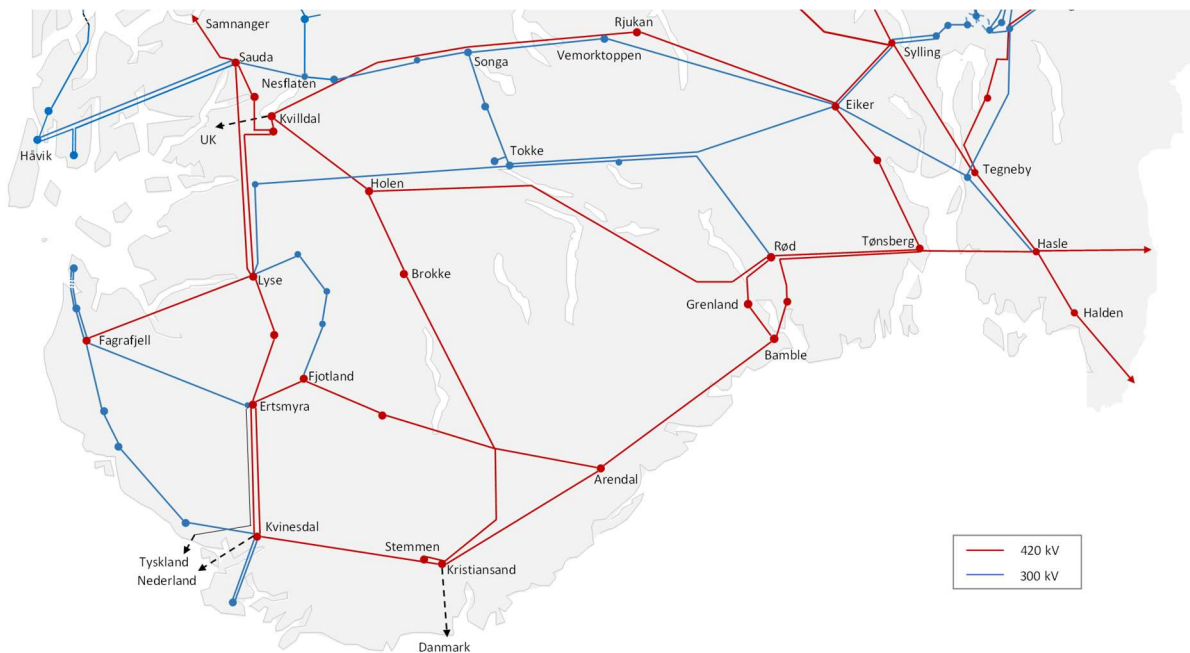 Samnanger
Rjukan
Sauda
Songa
Vemorktoppen
Sylling
Nesflaten
Kvilldal
Eiker
UK
Håvik
Tokke
Tegneby
Holen
Rød
Tønsberg
Hasle
Brokke
Lyse
Grenland
Halden
Fagrafjell
Bamble
Fjotland
Ertsmyra
Arendal
Kvinesdal
Stemmen
Tyskland
Kristiansand
Nederland
Danmark
420 kV
300 kV